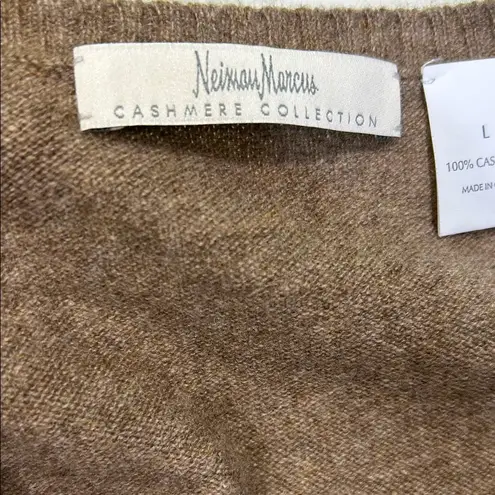 Neiman Marcus
CASHMERE COLLECTION
L
100% CAS
MADE IN